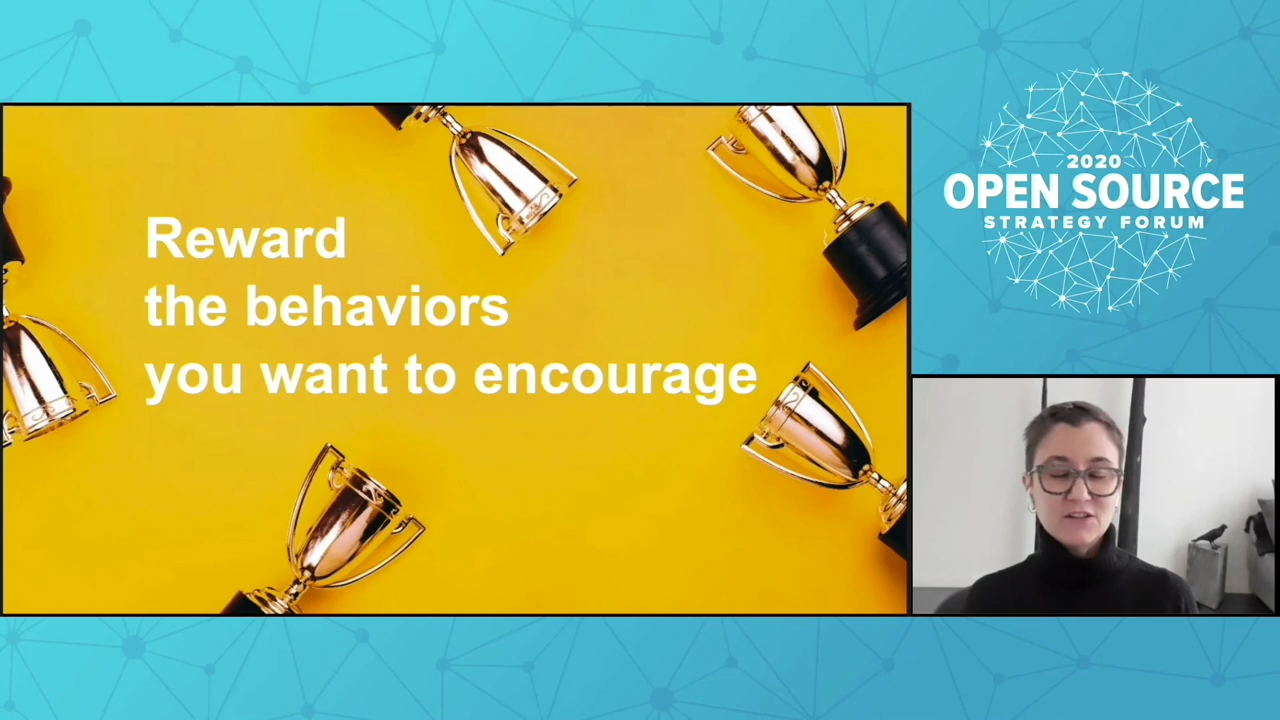 Reward
the behaviors
you want to encourage
2020
OPEN SOURCE
STRATEGY FORUM